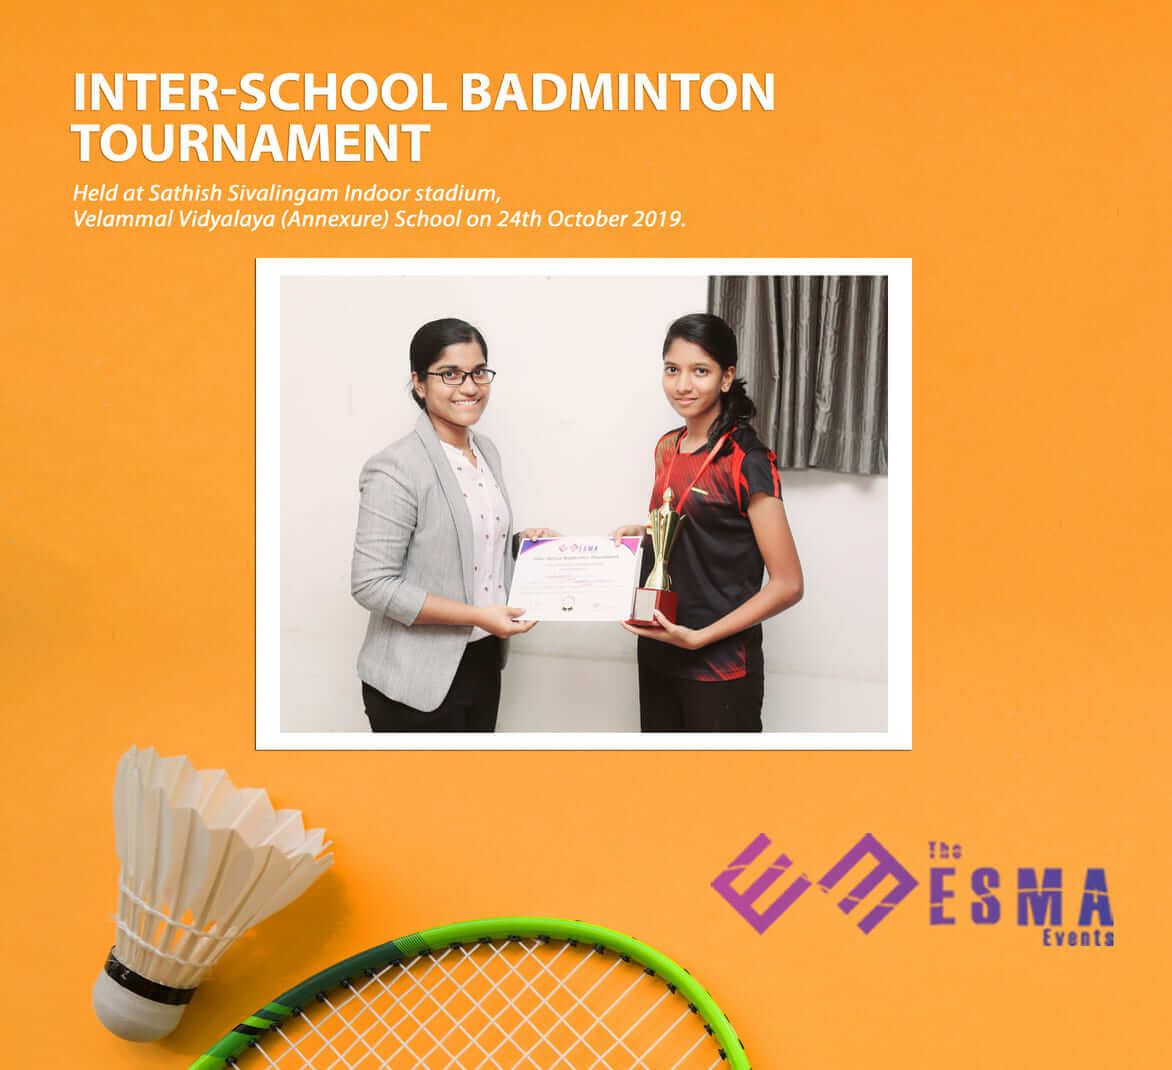 INTER-SCHOOL BADMINTON
TOURNAMENT
Held at Sathish Sivalingam Indoor stadium,
Velammal Vidyalaya (Annexure) School on 24th October 2019.
ESMA
The
ESMA
Events